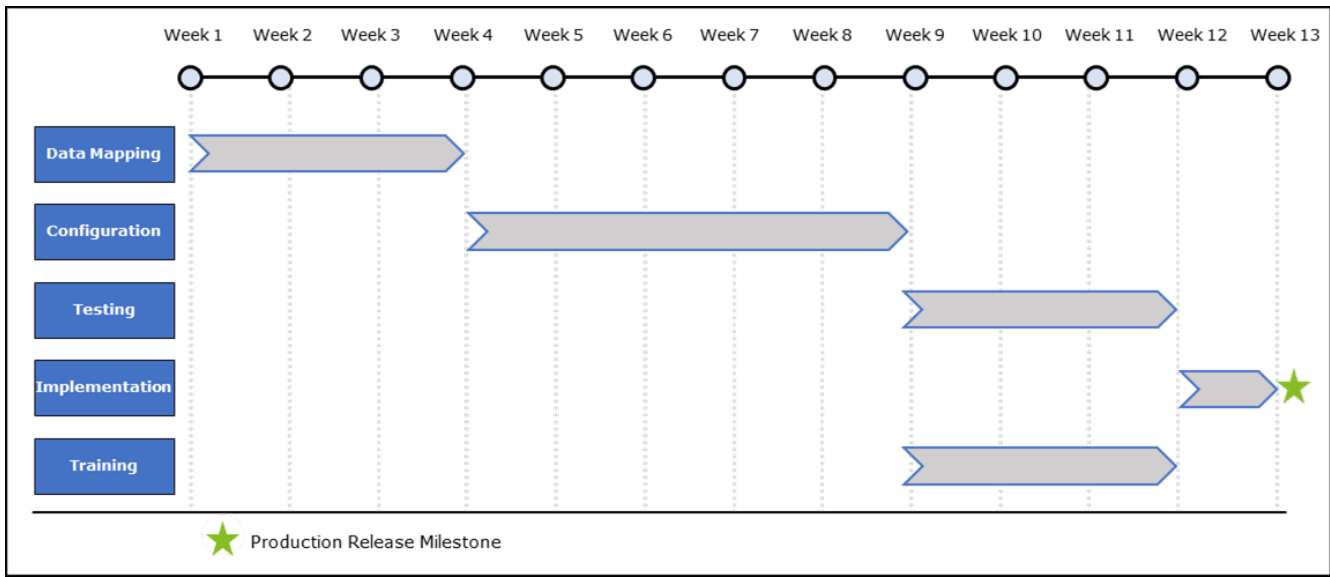 Week 1 Week 2 Week 3 Week 4 Week 5 Week 6 Week 7 Week 8 Week 9 Week 10 Week 11 Week 12 Week 13
Data Mapping
Configuration
Testing
Implementation
Training
Production Release Milestone